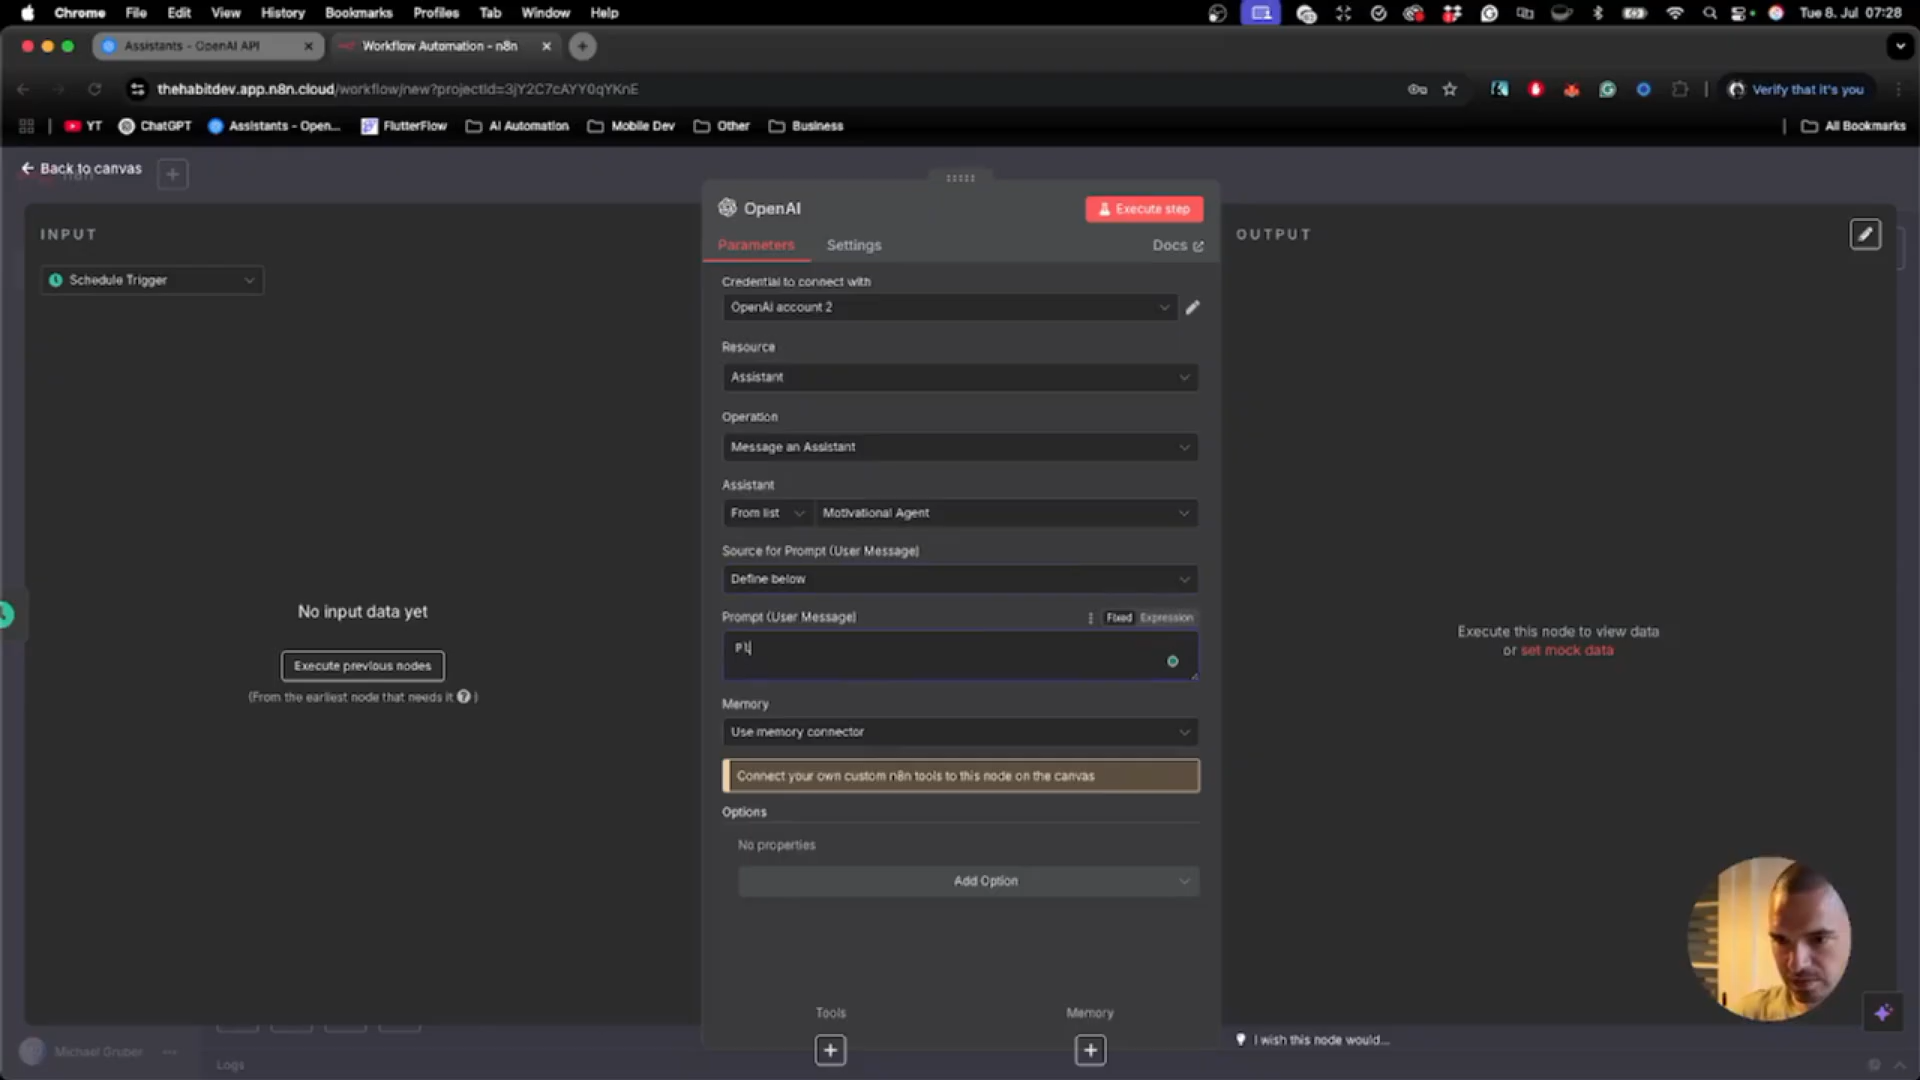 Chrome File Edit View History Bookmarks Profiles Tab Window Help Tue 8. Jul 07:28
Assistants - OpenAI API Workflow Automation - n8n
thehabitdev.app.n8n.cloud/workflow/new?projectId=3jY2C7cAYY0qYKnE Verify that it's you
YT ChatGPT Assistants - Open... FlutterFlow AI Automation Mobile Dev Other Business All Bookmarks
Back to canvas
INPUT
Schedule Trigger
No input data yet
Execute previous nodes
(From the earliest node that needs it ? )
OpenAI Execute step
Parameters Settings Docs
Credential to connect with
OpenAi account 2
Resource
Assistant
Operation
Message an Assistant
Assistant
From list Motivational Agent
Source for Prompt (User Message)
Define below
Prompt (User Message) Fixed Expression
Pl
Memory
Use memory connector
Connect your own custom n8n tools to this node on the canvas
Options
No properties
Add Option
Tools Memory
OUTPUT
Execute this node to view data
or set mock data
I wish this node would...
Michael Gruber
Logs